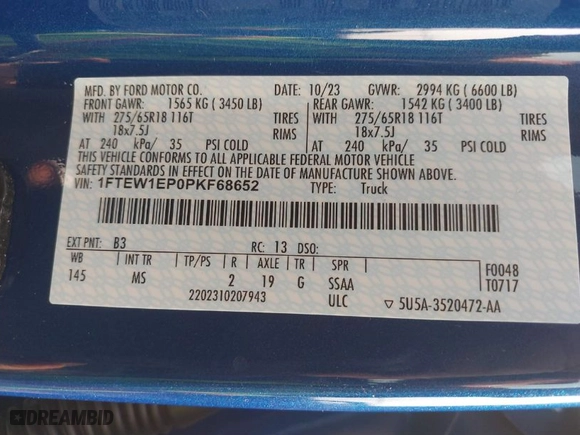 MFD. BY FORD MOTOR CO. DATE: 10/23 GVWR: 2994 KG ( 6600 LB)
FRONT GAWR: 1565 KG ( 3450 LB) REAR GAWR: 1542 KG ( 3400 LB)
WITH 275/65R18 116T TIRES WITH 275/65R18 116T TIRES
18x7.5J RIMS 18x7.5J RIMS
AT 240 kPa/ 35 PSI COLD AT 240 kPa/ 35 PSI COLD
THIS VEHICLE CONFORMS TO ALL APPLICABLE FEDERAL MOTOR VEHICLE
SAFETY STANDARDS IN EFFECT ON THE DATE OF MANUFACTURE SHOWN ABOVE.
VIN: 1FTEW1EP0PKF68652 TYPE: Truck
EXT PNT: B3 RC: 13 DSO:
WB INT TR TP/PS R AXLE TR SPR F0048
145 MS 2 19 G SSAA T0717
2202310207943 ULC 5U5A-3520472-AA
DREAMBID